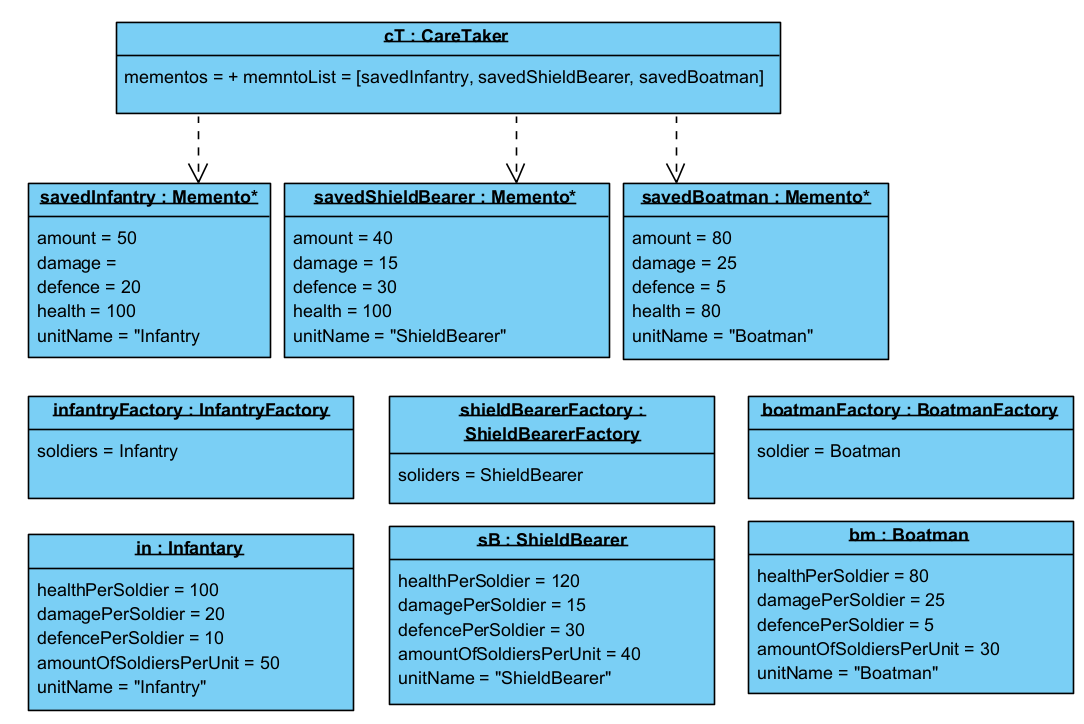 cT : CareTaker
mementos = + memntoList = [savedInfantry, savedShieldBearer, savedBoatman]
savedInfantry : Memento*
amount = 50
damage =
defence = 20
health = 100
unitName = "Infantry
savedShieldBearer : Memento*
amount = 40
damage = 15
defence = 30
health = 100
unitName = "ShieldBearer"
savedBoatman : Memento*
amount = 80
damage = 25
defence = 5
health = 80
unitName = "Boatman"
infantryFactory : InfantryFactory
soldiers = Infantry
shieldBearerFactory :
ShieldBearerFactory
soliders = ShieldBearer
boatmanFactory : BoatmanFactory
soldier = Boatman
in : Infantary
healthPerSoldier = 100
damagePerSoldier = 20
defencePerSoldier = 10
amountOfSoldiersPerUnit = 50
unitName = "Infantry"
sB : ShieldBearer
healthPerSoldier = 120
damagePerSoldier = 15
defencePerSoldier = 30
amountOfSoldiersPerUnit = 40
unitName = "ShieldBearer"
bm : Boatman
healthPerSoldier = 80
damagePerSoldier = 25
defencePerSoldier = 5
amountOfSoldiersPerUnit = 30
unitName = "Boatman"